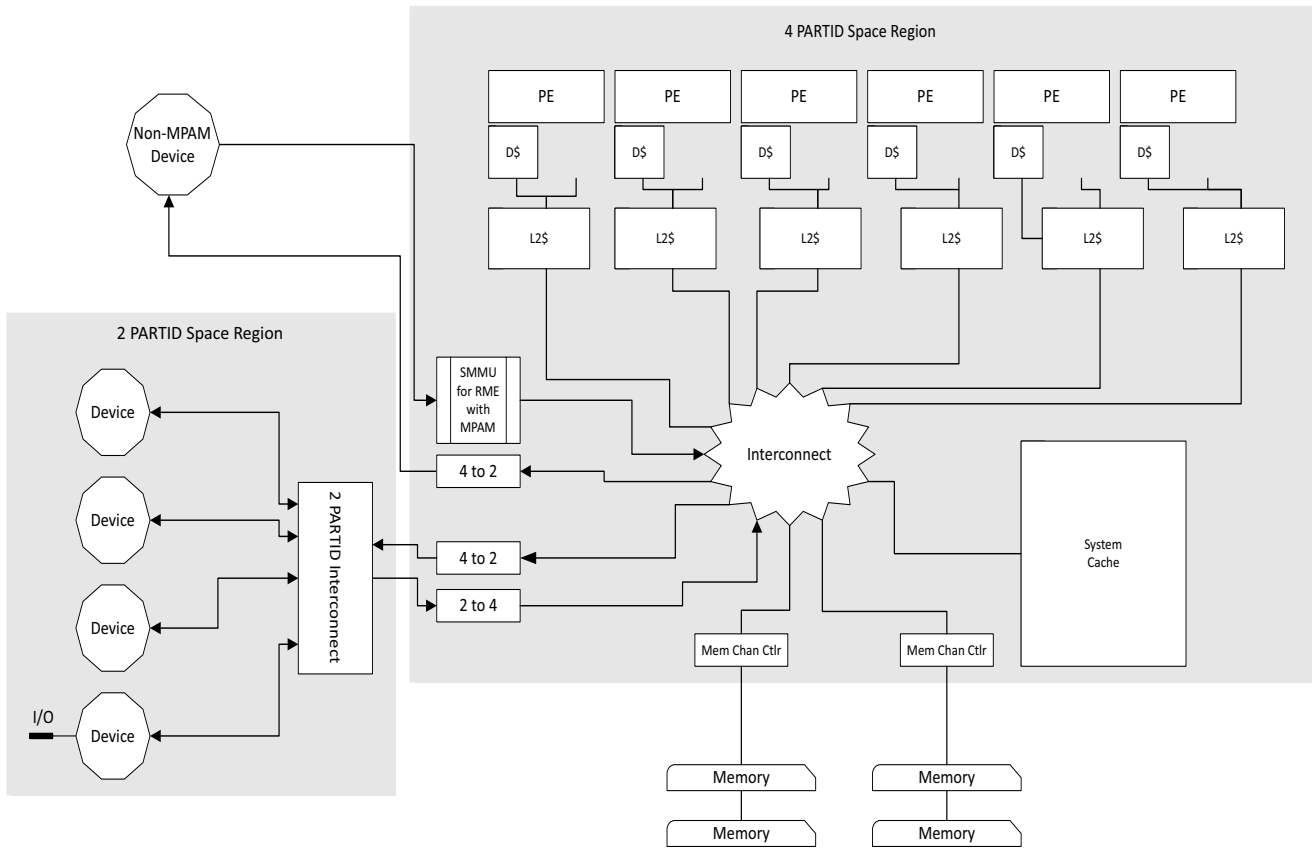 4 PARTID Space Region
PE
PE
PE
PE
PE
PE
D$
D$
D$
D$
D$
D$
L2$
L2$
L2$
L2$
L2$
L2$
Non-MPAM
Device
2 PARTID Space Region
Device
Device
Device
Device
I/O
2 PARTID Interconnect
SMMU
for RME
with
MPAM
4 to 2
4 to 2
2 to 4
Interconnect
System
Cache
Mem Chan Ctlr
Mem Chan Ctlr
Memory
Memory
Memory
Memory